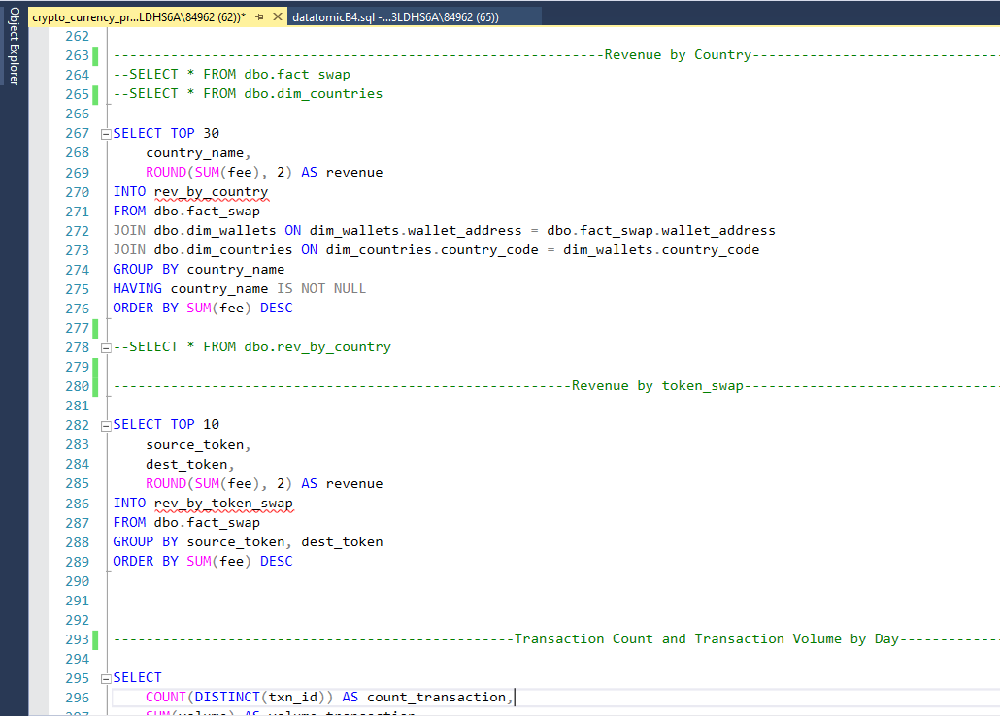 Object Explorer
crypto_currency_pr...LDHS6A\84962 (62))* datatomicB4.sql -...3LDHS6A\84962 (65))
262
263 ------------------------------------------------------------Revenue by Country------------------------------
264 --SELECT * FROM dbo.fact_swap
265 --SELECT * FROM dbo.dim_countries
266
267 SELECT TOP 30
268 country_name,
269 ROUND(SUM(fee), 2) AS revenue
270 INTO rev_by_country
271 FROM dbo.fact_swap
272 JOIN dbo.dim_wallets ON dim_wallets.wallet_address = dbo.fact_swap.wallet_address
273 JOIN dbo.dim_countries ON dim_countries.country_code = dim_wallets.country_code
274 GROUP BY country_name
275 HAVING country_name IS NOT NULL
276 ORDER BY SUM(fee) DESC
277
278 --SELECT * FROM dbo.rev_by_country
279
280 --------------------------------------------------------Revenue by token_swap-------------------------------
281
282 SELECT TOP 10
283 source_token,
284 dest_token,
285 ROUND(SUM(fee), 2) AS revenue
286 INTO rev_by_token_swap
287 FROM dbo.fact_swap
288 GROUP BY source_token, dest_token
289 ORDER BY SUM(fee) DESC
290
291
292
293 -------------------------------------------------Transaction Count and Transaction Volume by Day------------
294
295 SELECT
296 COUNT(DISTINCT(txn_id)) AS count_transaction,
297 SUM(volume) AS volume_transaction